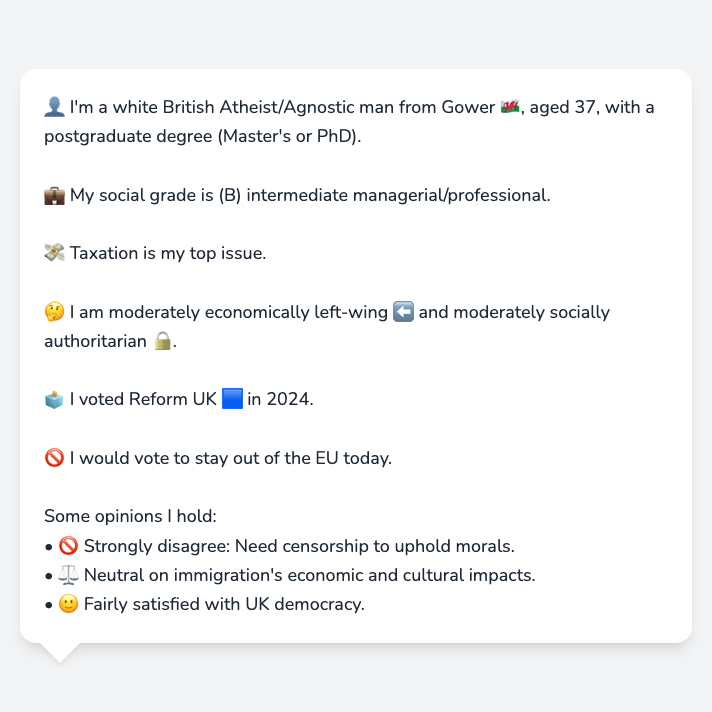 👤 I'm a white British Atheist/Agnostic man from Gower 🏴󠁧󠁢󠁷󠁬󠁳󠁿, aged 37, with a
postgraduate degree (Master's or PhD).
💼 My social grade is (B) intermediate managerial/professional.
💸 Taxation is my top issue.
🤔 I am moderately economically left-wing ⬅️ and moderately socially
authoritarian 🔒.
🗳️ I voted Reform UK 🟦 in 2024.
🚫 I would vote to stay out of the EU today.
Some opinions I hold:
• 🚫 Strongly disagree: Need censorship to uphold morals.
• ⚖️ Neutral on immigration's economic and cultural impacts.
• 🙂 Fairly satisfied with UK democracy.